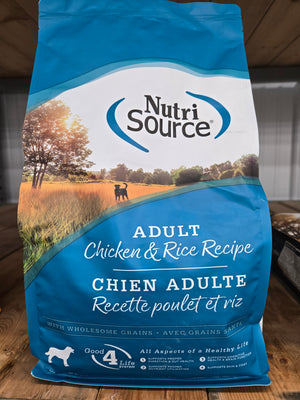 Nutri
Source®
ADULT
Chicken & Rice Recipe
CHIEN ADULTE
Recette poulet et riz
WITH WHOLESOME GRAINS • AVEC GRAINS SAINS
Good 4 Life
SYSTEM
All Aspects of a Healthy Life